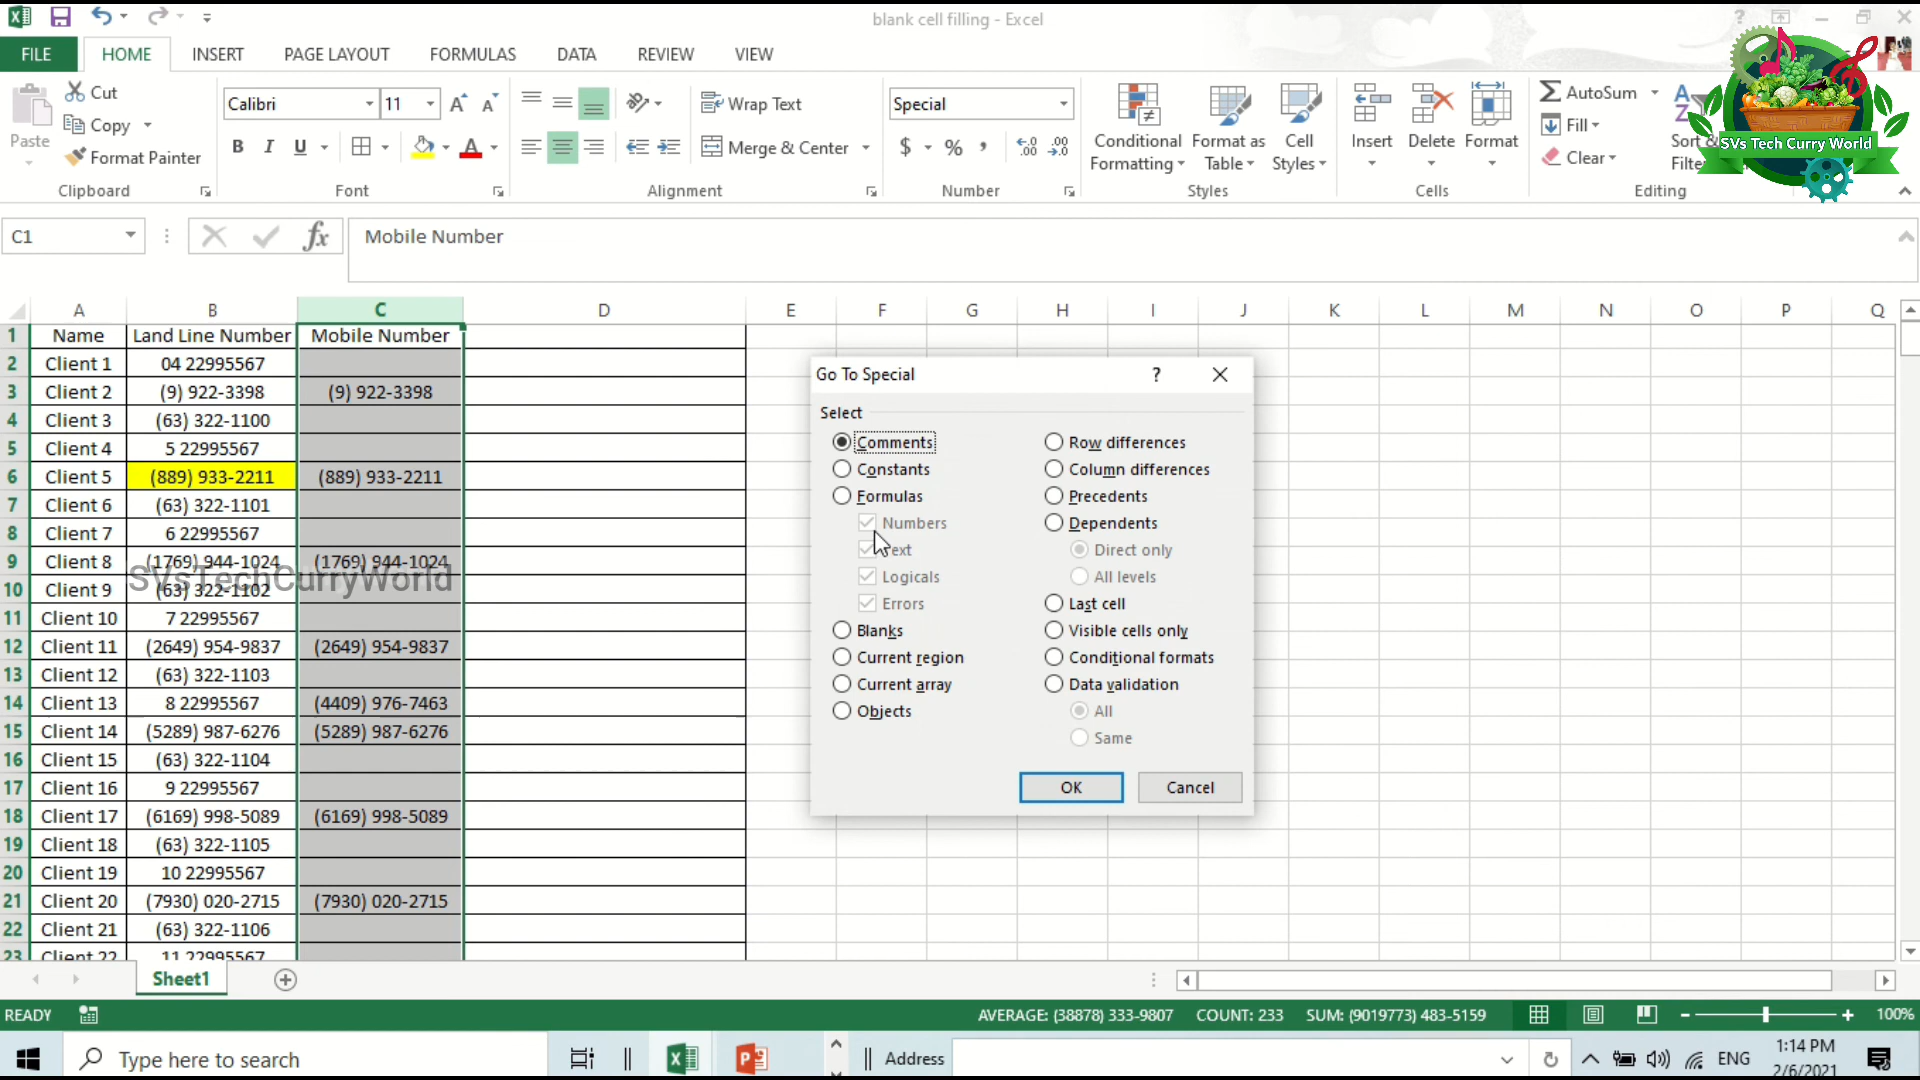 blank cell filling - Excel
FILE HOME INSERT PAGE LAYOUT FORMULAS DATA REVIEW VIEW
Paste Cut Copy Format Painter Clipboard
Calibri 11 B I U A Font
Wrap Text Merge & Center Alignment
Special $ % , Number
Conditional Formatting Format as Table Cell Styles Styles
Insert Delete Format Cells
AutoSum Fill Clear Sort & Filter Editing
SVs Tech Curry World
C1 fx Mobile Number
A B C D E F G H I J K L M N O P Q
1 Name Land Line Number Mobile Number
2 Client 1 04 22995567
3 Client 2 (9) 922-3398 (9) 922-3398
4 Client 3 (63) 322-1100
5 Client 4 5 22995567
6 Client 5 (889) 933-2211 (889) 933-2211
7 Client 6 (63) 322-1101
8 Client 7 6 22995567
9 Client 8 (1769) 944-1024 (1769) 944-1024
SVsTechCurryWorld
10 Client 9 (63) 322-1102
11 Client 10 7 22995567
12 Client 11 (2649) 954-9837 (2649) 954-9837
13 Client 12 (63) 322-1103
14 Client 13 8 22995567 (4409) 976-7463
15 Client 14 (5289) 987-6276 (5289) 987-6276
16 Client 15 (63) 322-1104
17 Client 16 9 22995567
18 Client 17 (6169) 998-5089 (6169) 998-5089
19 Client 18 (63) 322-1105
20 Client 19 10 22995567
21 Client 20 (7930) 020-2715 (7930) 020-2715
22 Client 21 (63) 322-1106
23 Client 22 11 22995567
Go To Special ?
Select
Comments Row differences
Constants Column differences
Formulas Precedents
Numbers Dependents
Text Direct only
Logicals All levels
Errors Last cell
Blanks Visible cells only
Current region Conditional formats
Current array Data validation
Objects All
Same
OK Cancel
Sheet1
READY AVERAGE: (38878) 333-9807 COUNT: 233 SUM: (9019773) 483-5159 100%
Type here to search Address ENG 1:14 PM
2/6/2021